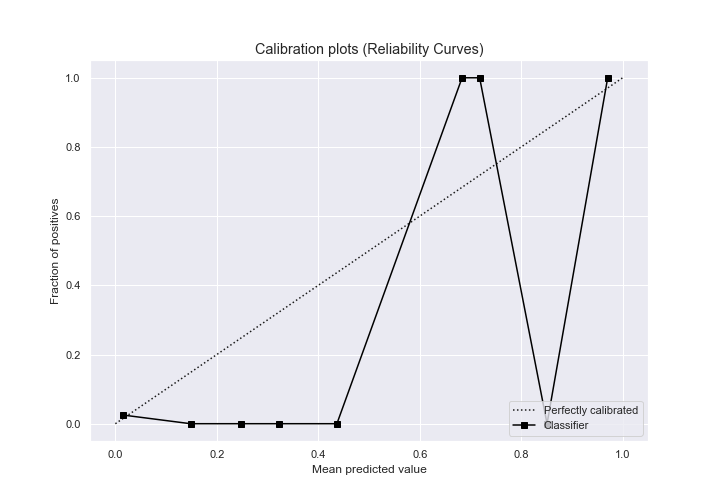 Calibration plots (Reliability Curves)
Fraction of positives
1.0
0.8
0.6
0.4
0.2
0.0
Perfectly calibrated
Classifier
0.0 0.2 0.4 0.6 0.8 1.0
Mean predicted value